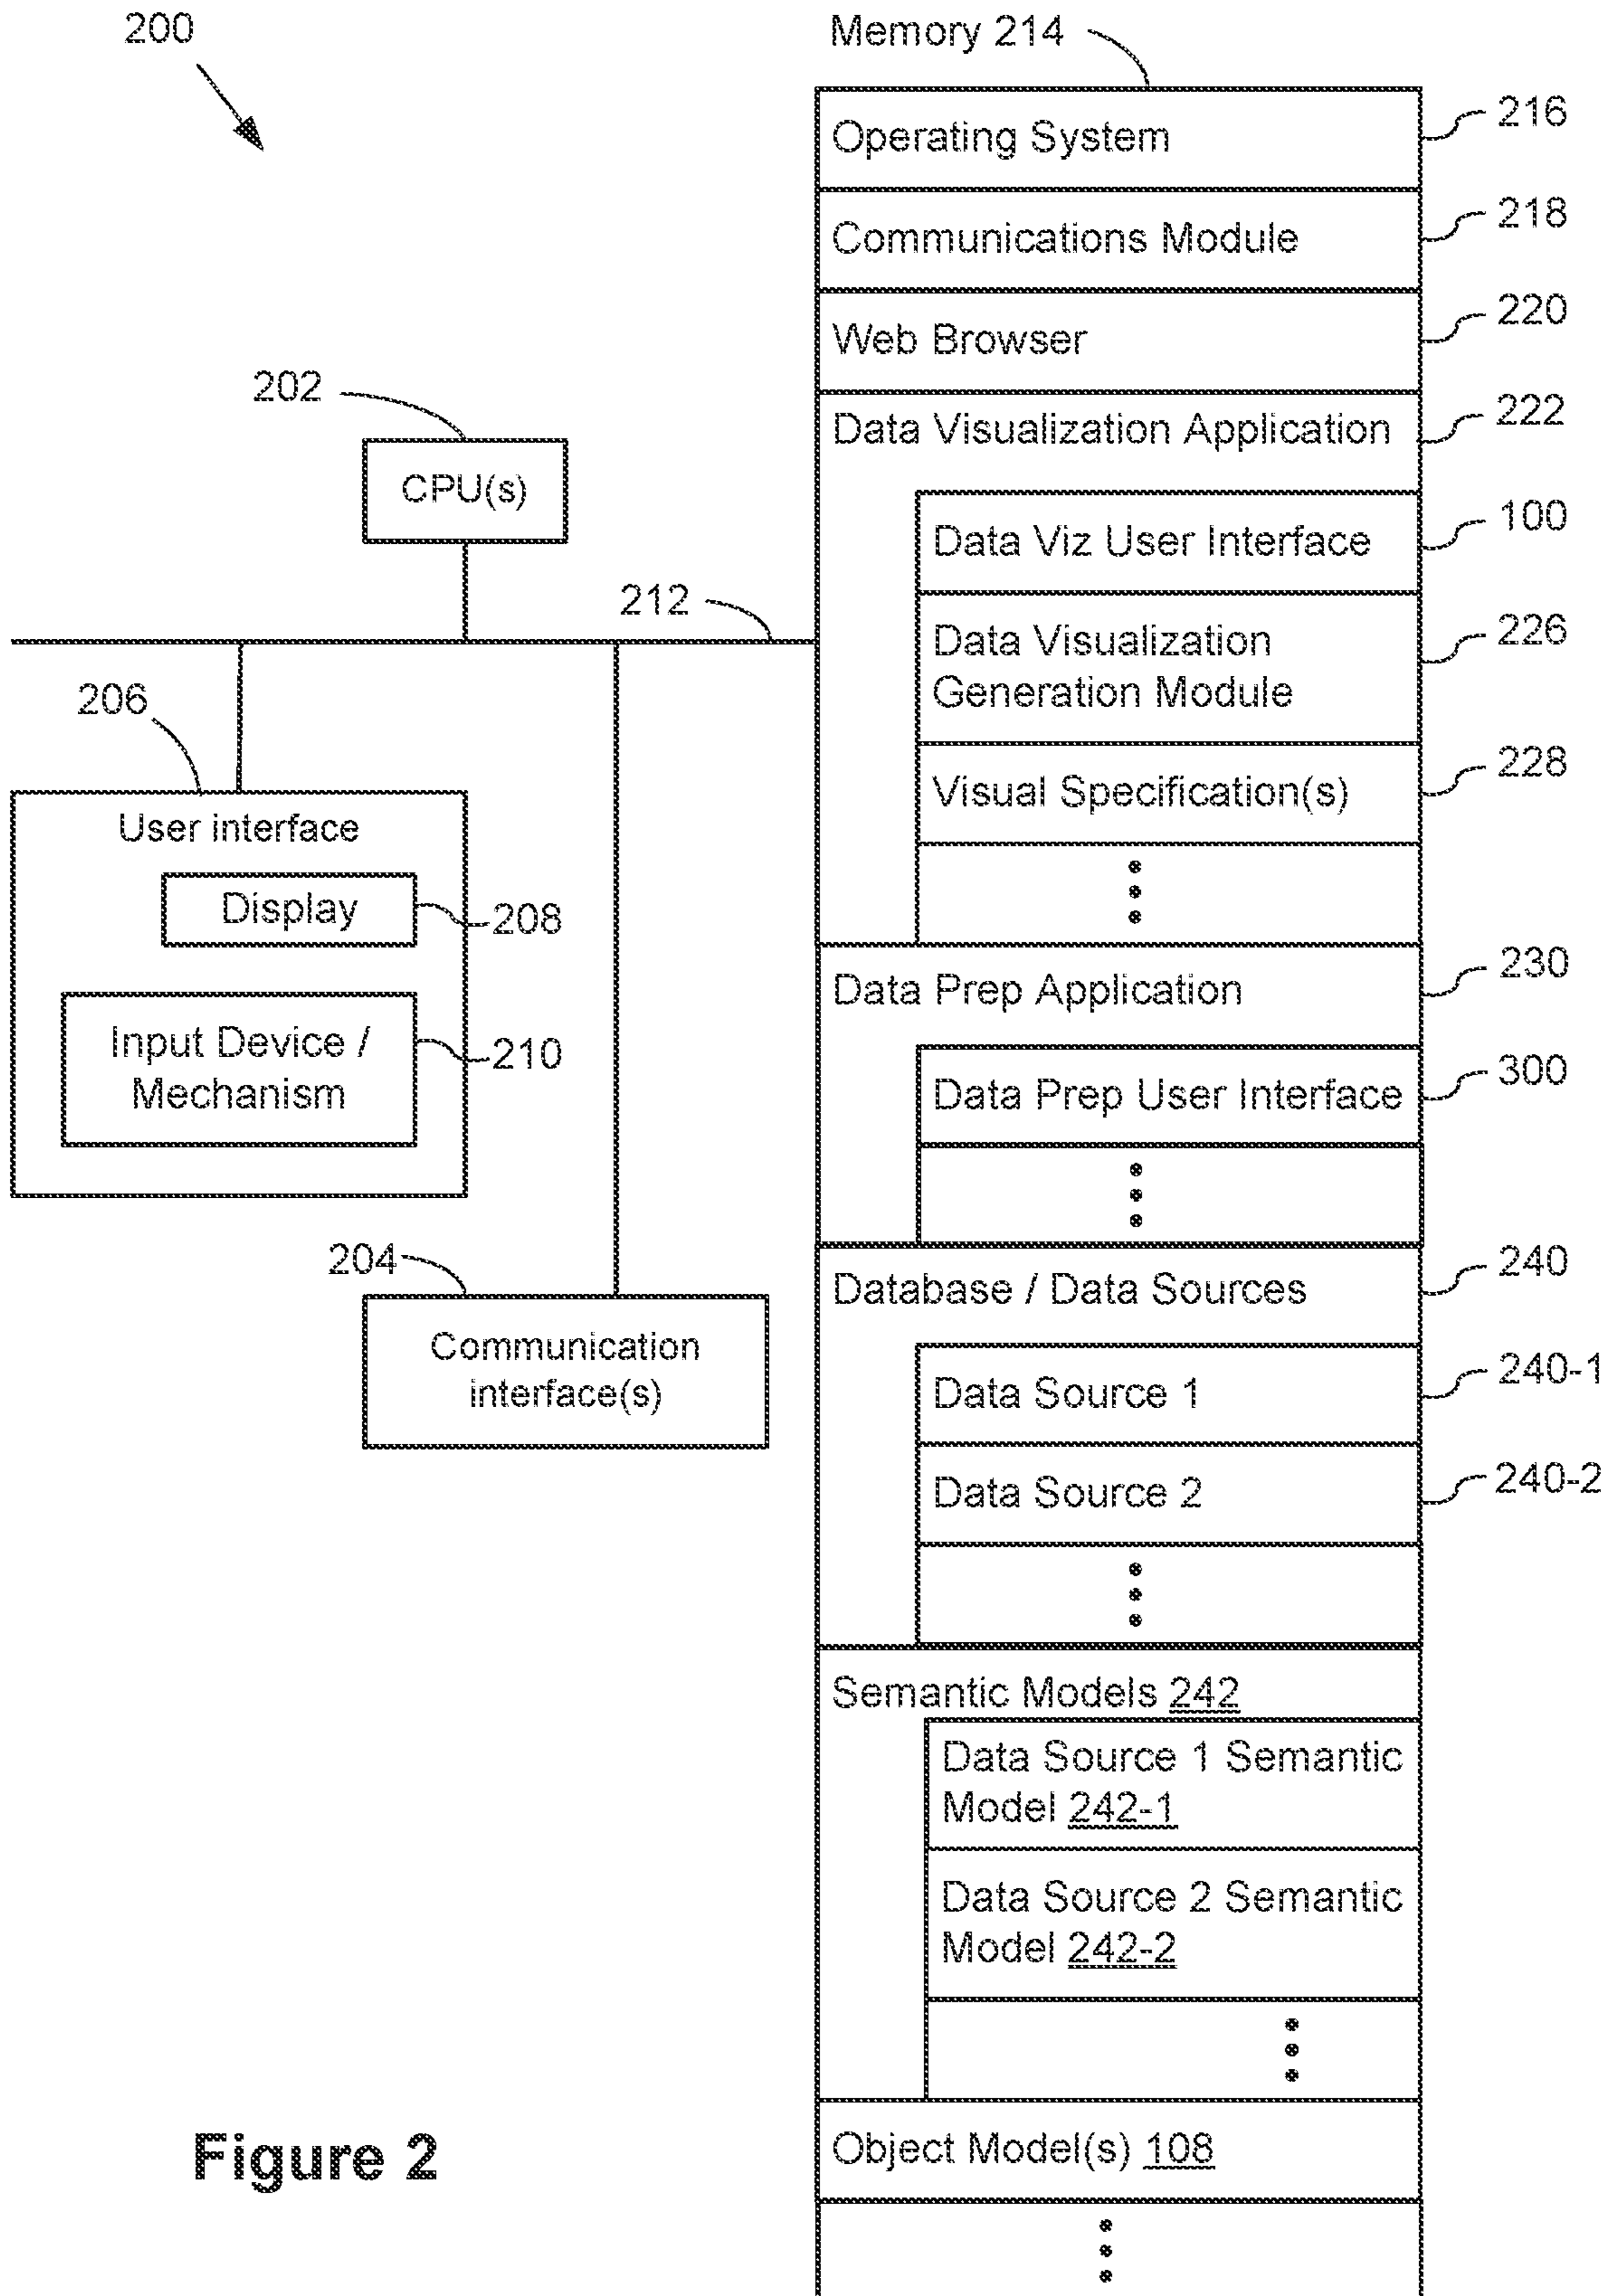 200
Memory 214
Operating System
216
Communications Module
218
Web Browser
220
Data Visualization Application
222
Data Viz User Interface
100
Data Visualization
Generation Module
226
Visual Specification(s)
228
Data Prep Application
230
Data Prep User Interface
300
Database / Data Sources
240
Data Source 1
240-1
Data Source 2
240-2
Semantic Models 242
Data Source 1 Semantic
Model 242-1
Data Source 2 Semantic
Model 242-2
Object Model(s) 108
202
CPU(s)
212
206
User interface
Display
208
Input Device /
Mechanism
210
204
Communication
interface(s)
Figure 2